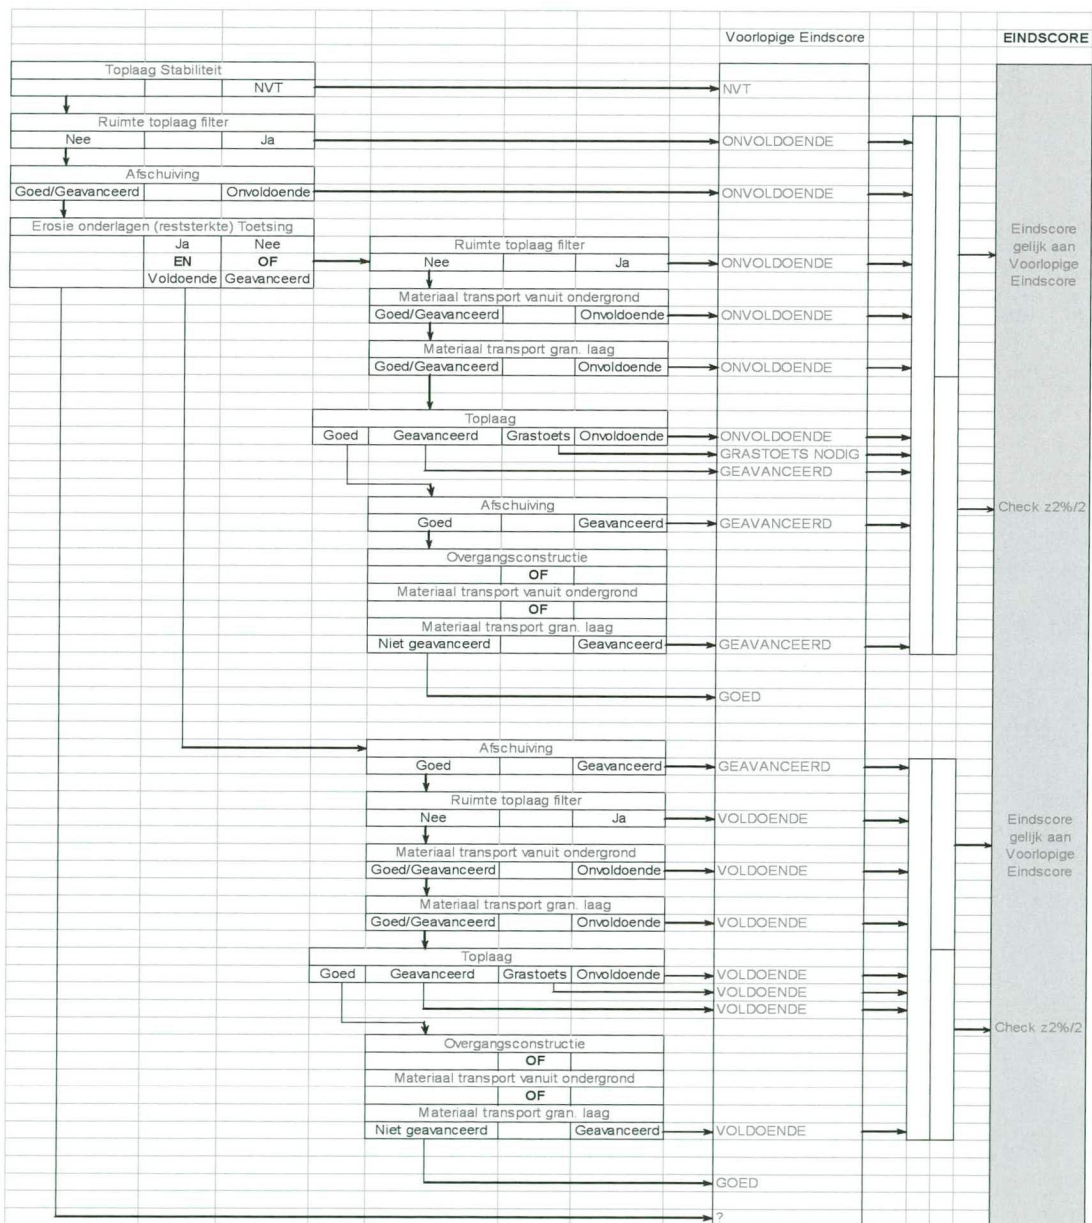 Voorlopige Eindscore EINDSCORE
Toplaag Stabiliteit
NVT NVT
Ruimte toplaag filter
Nee Ja ONVOLDOENDE
Afschuiving
Goed/Geavanceerd Onvoldoende ONVOLDOENDE
Erosie onderlagen (reststerkte) Toetsing
Ja Nee
EN OF
Voldoende Geavanceerd
Ruimte toplaag filter
Nee Ja ONVOLDOENDE
Eindscore
gelijk aan
Voorlopige
Eindscore
Materiaal transport vanuit ondergrond
Goed/Geavanceerd Onvoldoende ONVOLDOENDE
Materiaal transport gran. laag
Goed/Geavanceerd Onvoldoende ONVOLDOENDE
Toplaag
Goed Geavanceerd Grastoets Onvoldoende ONVOLDOENDE
GRASTOETS NODIG
GEAVANCEERD
Afschuiving
Goed Geavanceerd GEAVANCEERD
Check z2%/2
Overgangsconstructie
OF
Materiaal transport vanuit ondergrond
OF
Materiaal transport gran. laag
Niet geavanceerd Geavanceerd GEAVANCEERD
GOED
Afschuiving
Goed Geavanceerd GEAVANCEERD
Ruimte toplaag filter
Nee Ja VOLDOENDE
Eindscore
gelijk aan
Voorlopige
Eindscore
Materiaal transport vanuit ondergrond
Goed/Geavanceerd Onvoldoende VOLDOENDE
Materiaal transport gran. laag
Goed/Geavanceerd Onvoldoende VOLDOENDE
Toplaag
Goed Geavanceerd Grastoets Onvoldoende VOLDOENDE
VOLDOENDE
VOLDOENDE
Check z2%/2
Overgangsconstructie
OF
Materiaal transport vanuit ondergrond
OF
Materiaal transport gran. laag
Niet geavanceerd Geavanceerd VOLDOENDE
GOED
?